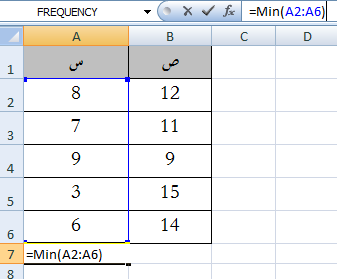 FREQUENCY =Min(A2:A6)
A B C D
1 س ص
2 8 12
3 7 11
4 9 9
5 3 15
6 6 14
7 =Min(A2:A6)
8